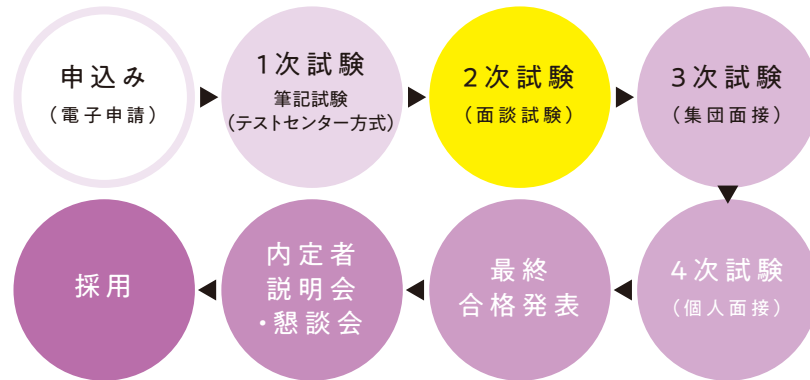 申込み
（電子申請）
1次試験
筆記試験
（テストセンター方式）
2次試験
（面談試験）
3次試験
（集団面接）
4次試験
（個人面接）
最終
合格発表
内定者
説明会
・懇談会
採用